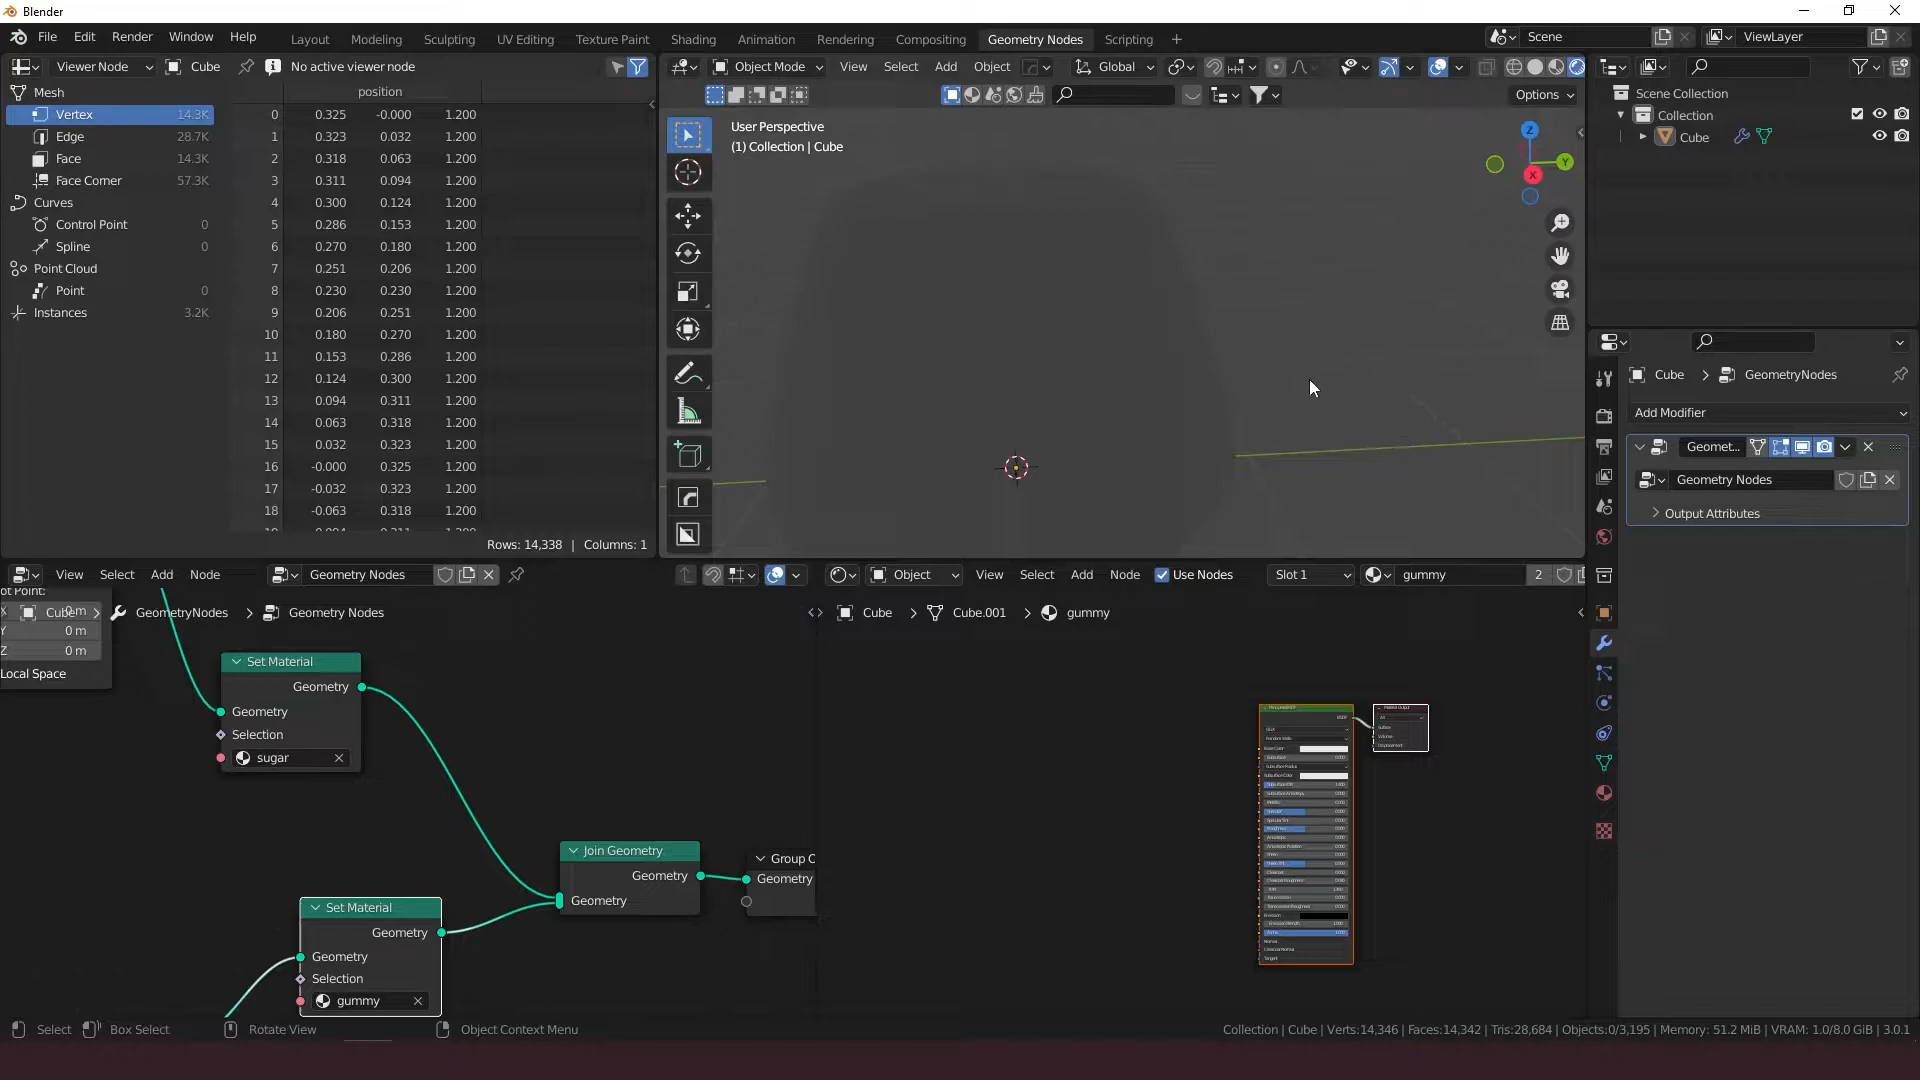 Blender
File Edit Render Window Help Layout Modeling Sculpting UV Editing Texture Paint Shading Animation Rendering Compositing Geometry Nodes Scripting + Scene ViewLayer
Viewer Node Cube No active viewer node
Object Mode View Select Add Object Global
Options
Mesh
Vertex 14.3K
Edge 28.7K
Face 14.3K
Face Corner 57.3K
Curves
Control Point 0
Spline 0
Point Cloud
Point 0
Instances 3.2K
position
0 0.325 -0.000 1.200
1 0.323 0.032 1.200
2 0.318 0.063 1.200
3 0.311 0.094 1.200
4 0.300 0.124 1.200
5 0.286 0.153 1.200
6 0.270 0.180 1.200
7 0.251 0.206 1.200
8 0.230 0.230 1.200
9 0.206 0.251 1.200
10 0.180 0.270 1.200
11 0.153 0.286 1.200
12 0.124 0.300 1.200
13 0.094 0.311 1.200
14 0.063 0.318 1.200
15 0.032 0.323 1.200
16 -0.000 0.325 1.200
17 -0.032 0.323 1.200
18 -0.063 0.318 1.200
Rows: 14,338 | Columns: 1
User Perspective
(1) Collection | Cube
Z
Y
X
Scene Collection
Collection
Cube
Cube > GeometryNodes
Add Modifier
Geomet...
Geometry Nodes
> Output Attributes
View Select Add Node Geometry Nodes
Cube > GeometryNodes > Geometry Nodes
ot Point:
X 0 m
Y 0 m
Z 0 m
Local Space
Set Material
Geometry
Geometry
Selection
sugar
Join Geometry
Geometry
Geometry
Group O
Geometry
Set Material
Geometry
Geometry
Selection
gummy
Object View Select Add Node Use Nodes Slot 1 gummy 2
Cube > Cube.001 > gummy
Select Box Select Rotate View Object Context Menu
Collection | Cube | Verts:14,346 | Faces:14,342 | Tris:28,684 | Objects:0/3,195 | Memory: 51.2 MiB | VRAM: 1.0/8.0 GiB | 3.0.1